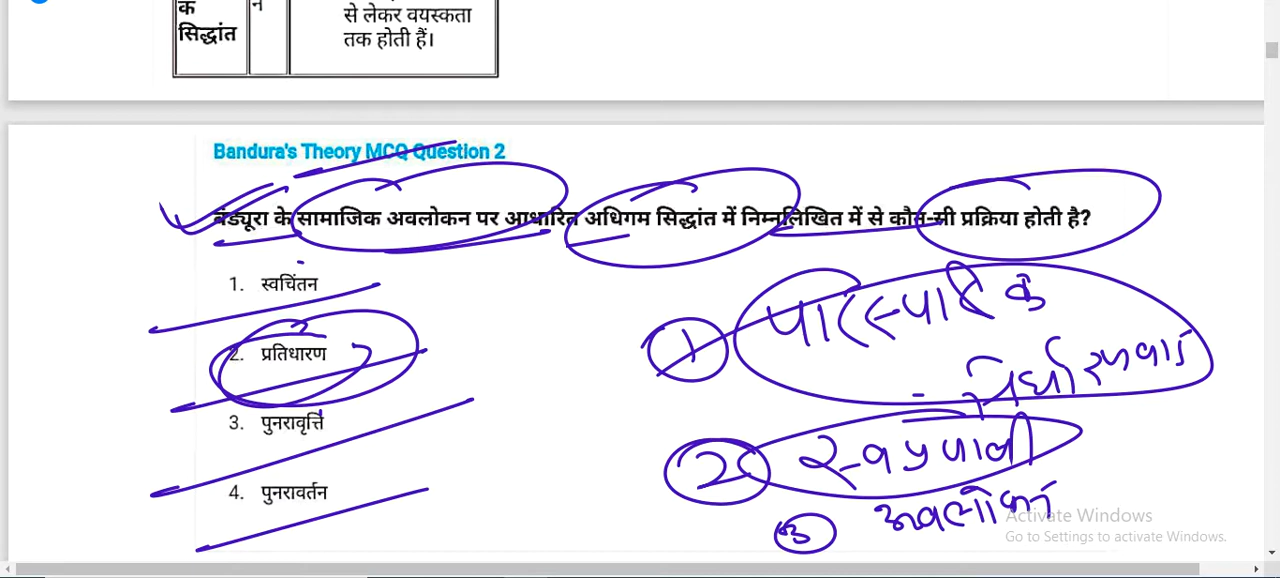 क
न
से लेकर वयस्कता
सिद्धांत
तक होती हैं।
Bandura's Theory MCQ Question 2
बंड्यूरा के सामाजिक अवलोकन पर आधारित अधिगम सिद्धांत में निम्नलिखित में से कौन-सी प्रक्रिया होती है?
1. स्वचिंतन
2. प्रतिधारण
3. पुनरावृत्ति
4. पुनरावर्तन
1 पारस्पारिक
2
3 अवलोकन
Activate Windows
Go to Settings to activate Windows.